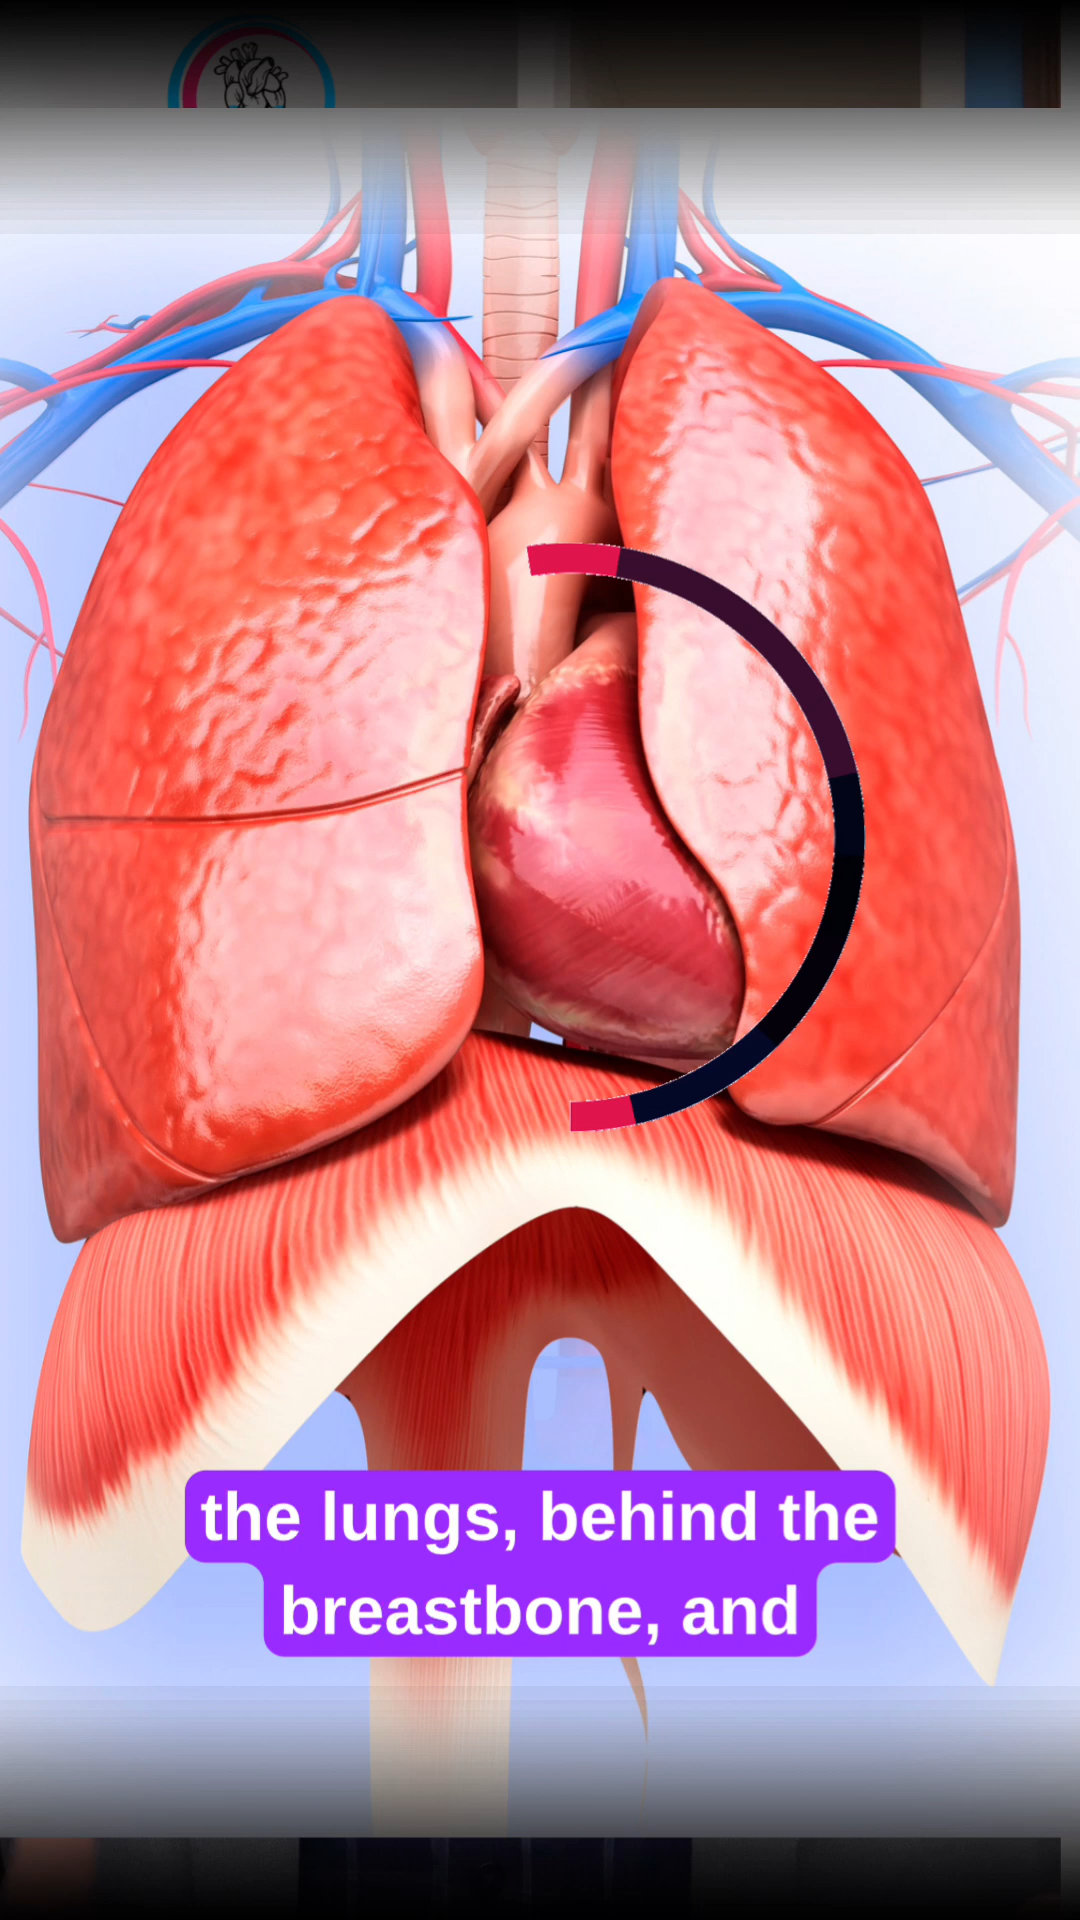 the lungs, behind the
breastbone, and